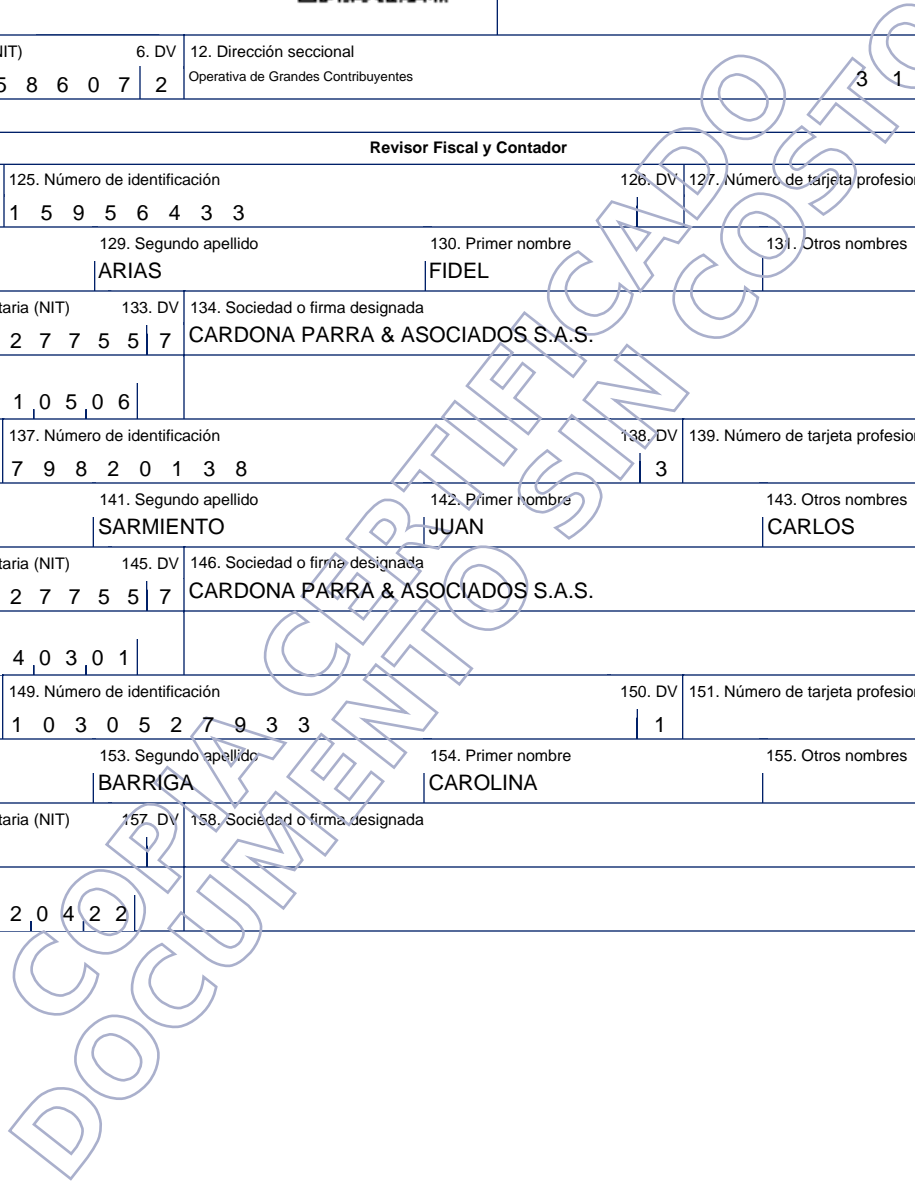 NIT) 6. DV 12. Dirección seccional
5 8 6 0 7 2 Operativa de Grandes Contribuyentes 3 1
Revisor Fiscal y Contador
125. Número de identificación 126. DV 127. Número de tarjeta profesion
1 5 9 5 6 4 3 3
129. Segundo apellido 130. Primer nombre 131. Otros nombres
ARIAS FIDEL
taria (NIT) 133. DV 134. Sociedad o firma designada
2 7 7 5 5 7 CARDONA PARRA & ASOCIADOS S.A.S.
1 0 5 0 6
137. Número de identificación 138. DV 139. Número de tarjeta profesion
7 9 8 2 0 1 3 8 3
141. Segundo apellido 142. Primer nombre 143. Otros nombres
SARMIENTO JUAN CARLOS
taria (NIT) 145. DV 146. Sociedad o firma designada
2 7 7 5 5 7 CARDONA PARRA & ASOCIADOS S.A.S.
4 0 3 0 1
149. Número de identificación 150. DV 151. Número de tarjeta profesion
1 0 3 0 5 2 7 9 3 3 1
153. Segundo apellido 154. Primer nombre 155. Otros nombres
BARRIGA CAROLINA
taria (NIT) 157. DV 158. Sociedad o firma designada
2 0 4 2 2
COPIA CERTIFICADO
DOCUMENTO SIN COSTO